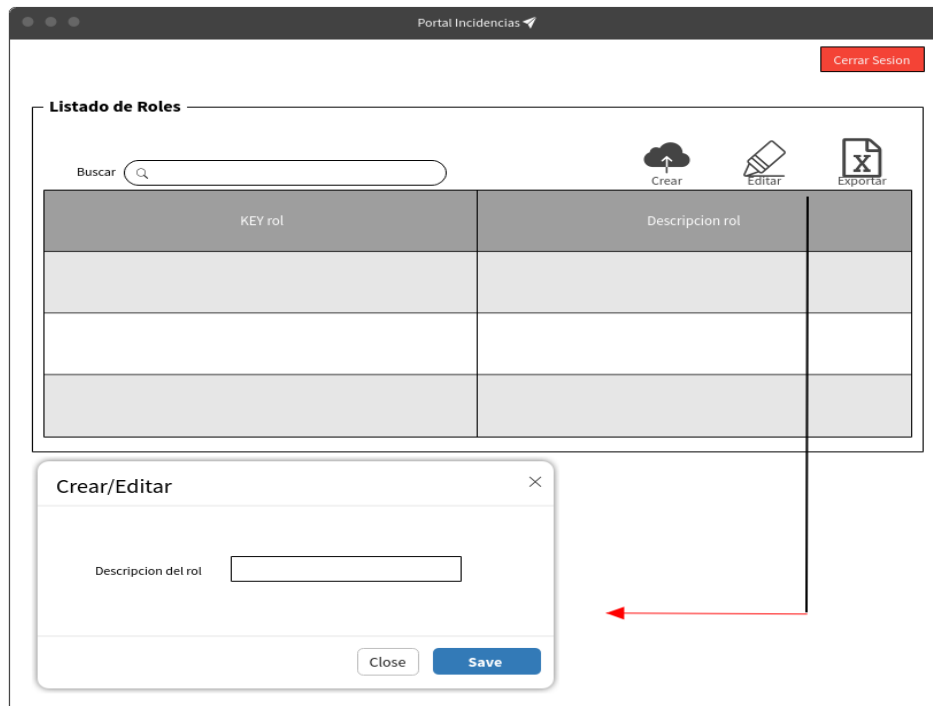 Portal Incidencias
Cerrar Sesion
Listado de Roles
Buscar
Crear
Editar
X
Exportar
KEY rol
Descripcion rol
Crear/Editar
Descripcion del rol
Close
Save